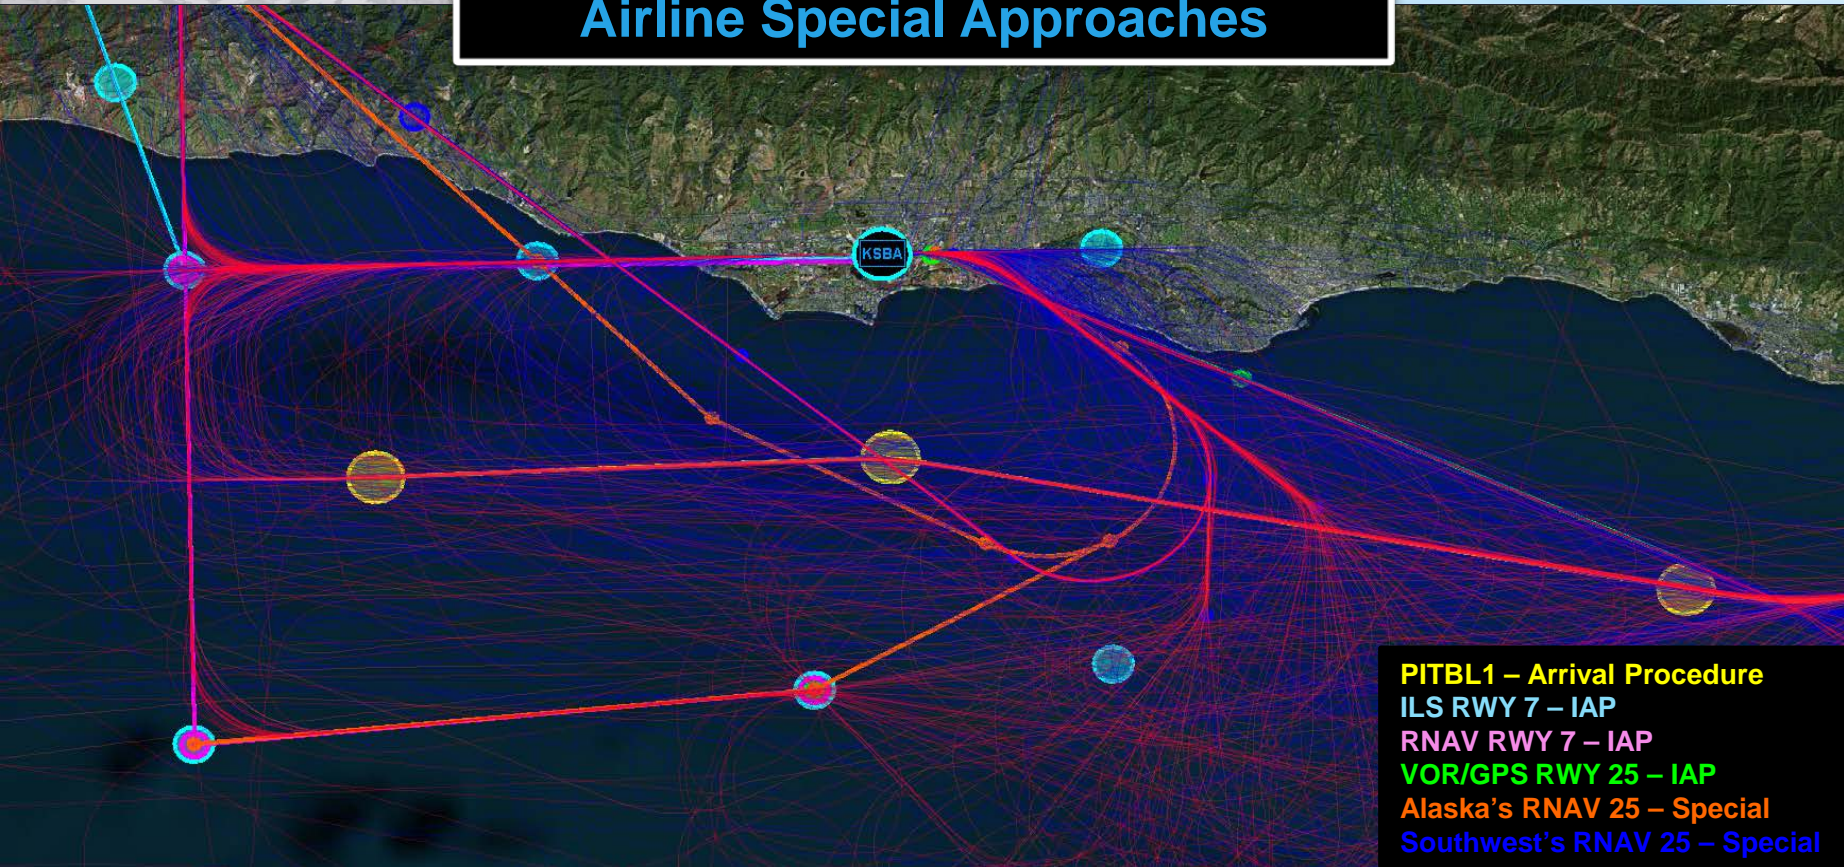 Airline Special Approaches
KSBA
PITBL1 – Arrival Procedure
ILS RWY 7 – IAP
RNAV RWY 7 – IAP
VOR/GPS RWY 25 – IAP
Alaska's RNAV 25 – Special
Southwest's RNAV 25 – Special